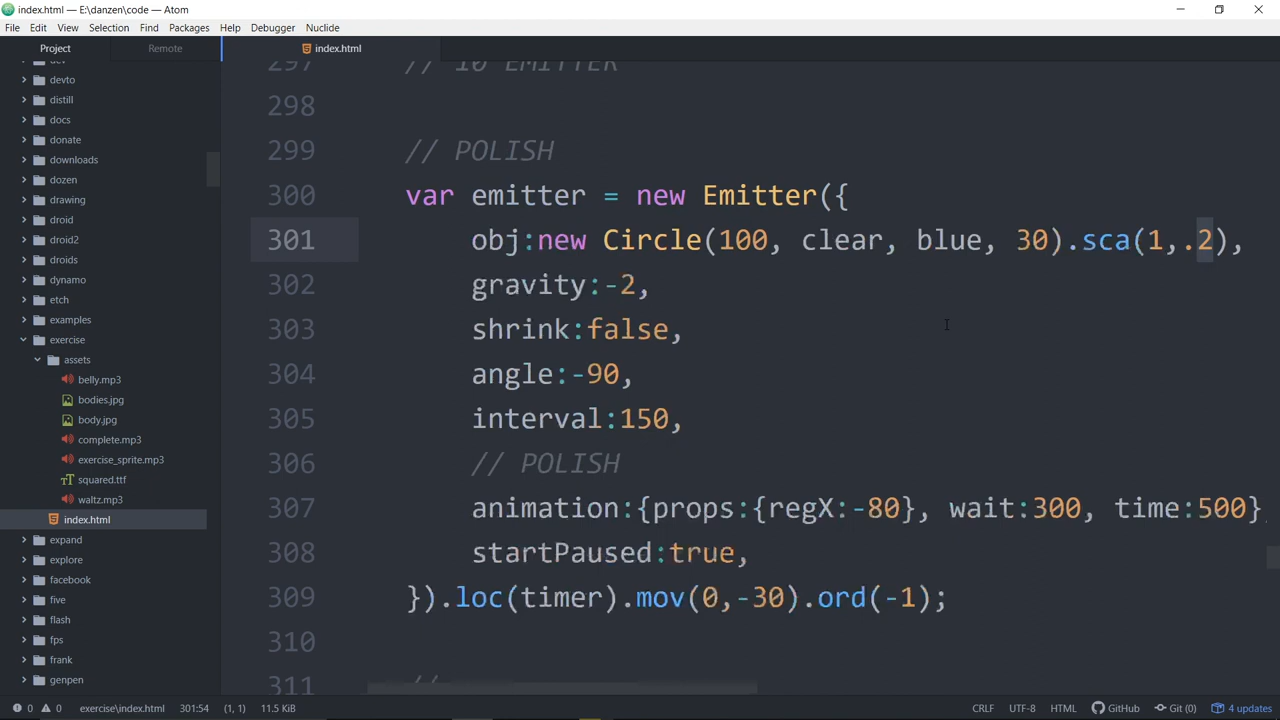 index.html — E:\danzen\code — Atom
File Edit View Selection Find Packages Help Debugger Nuclide
Project Remote
index.html
dev
devto
distill
docs
donate
downloads
dozen
drawing
droid
droid2
droids
dynamo
etch
examples
exercise
assets
belly.mp3
bodies.jpg
body.jpg
complete.mp3
exercise_sprite.mp3
squared.ttf
waltz.mp3
index.html
expand
explore
facebook
five
flash
fps
frank
genpen
297 // 10 EMITTER
298
299 // POLISH
300 var emitter = new Emitter({
301 obj:new Circle(100, clear, blue, 30).sca(1,.2),
302 gravity:-2,
303 shrink:false,
304 angle:-90,
305 interval:150,
306 // POLISH
307 animation:{props:{regX:-80}, wait:300, time:500}
308 startPaused:true,
309 }).loc(timer).mov(0,-30).ord(-1);
310
311 //
0 0 exercise\index.html 301:54 (1, 1) 11.5 KiB CRLF UTF-8 HTML GitHub Git (0) 4 updates